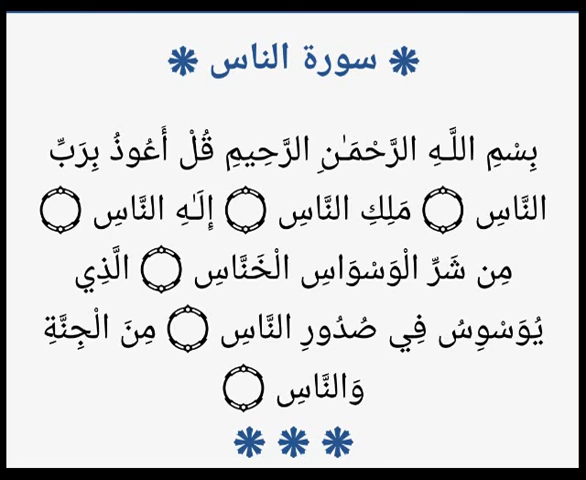 ❋ سورة الناس ❋
بِسْمِ اللَّـهِ الرَّحْمَـٰنِ الرَّحِيمِ قُلْ أَعُوذُ بِرَبِّ
النَّاسِ ۝ مَلِكِ النَّاسِ ۝ إِلَـٰهِ النَّاسِ ۝
مِن شَرِّ الْوَسْوَاسِ الْخَنَّاسِ ۝ الَّذِي
يُوَسْوِسُ فِي صُدُورِ النَّاسِ ۝ مِنَ الْجِنَّةِ
وَالنَّاسِ ۝
❋ ❋ ❋